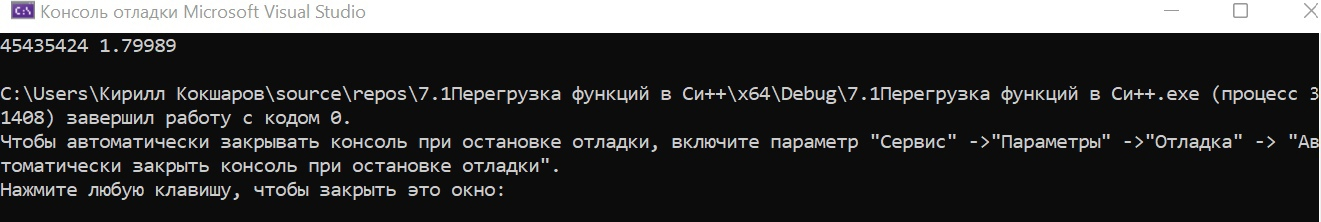 Консоль отладки Microsoft Visual Studio
45435424 1.79989
C:\Users\Кирилл Кокшаров\source\repos\7.1Перегрузка функций в Си++\x64\Debug\7.1Перегрузка функций в Си++.exe (процесс 3
1408) завершил работу с кодом 0.
Чтобы автоматически закрывать консоль при остановке отладки, включите параметр "Сервис" ->"Параметры" ->"Отладка" -> "Ав
томатически закрыть консоль при остановке отладки".
Нажмите любую клавишу, чтобы закрыть это окно: